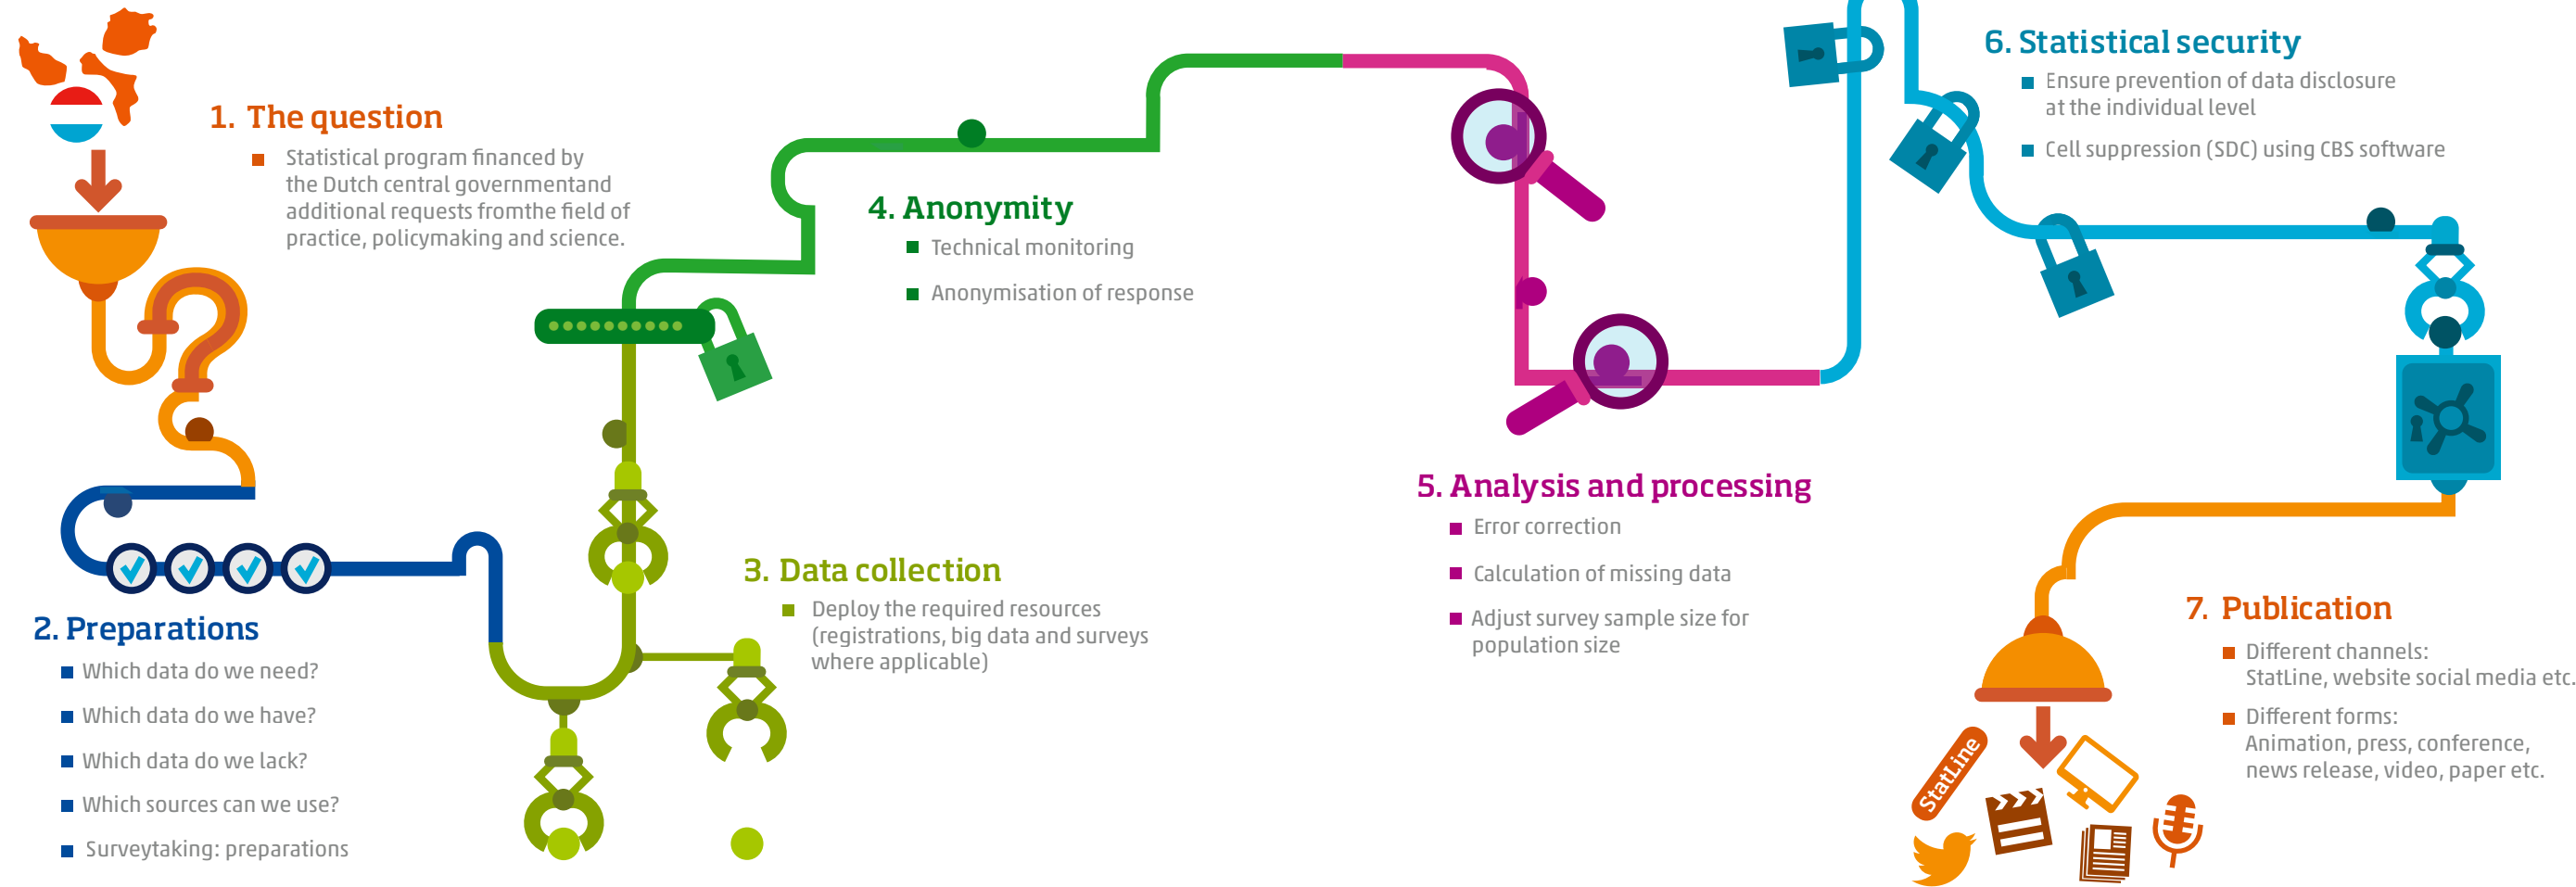 1. The question
Statistical program financed by
the Dutch central governmentand
additional requests fromthe field of
practice, policymaking and science.
2. Preparations
Which data do we need?
Which data do we have?
Which data do we lack?
Which sources can we use?
Surveytaking: preparations
3. Data collection
Deploy the required resources
(registrations, big data and surveys
where applicable)
4. Anonymity
Technical monitoring
Anonymisation of response
5. Analysis and processing
Error correction
Calculation of missing data
Adjust survey sample size for
population size
6. Statistical security
Ensure prevention of data disclosure
at the individual level
Cell suppression (SDC) using CBS software
7. Publication
Different channels:
StatLine, website social media etc.
Different forms:
Animation, press, conference,
news release, video, paper etc.
StatLine